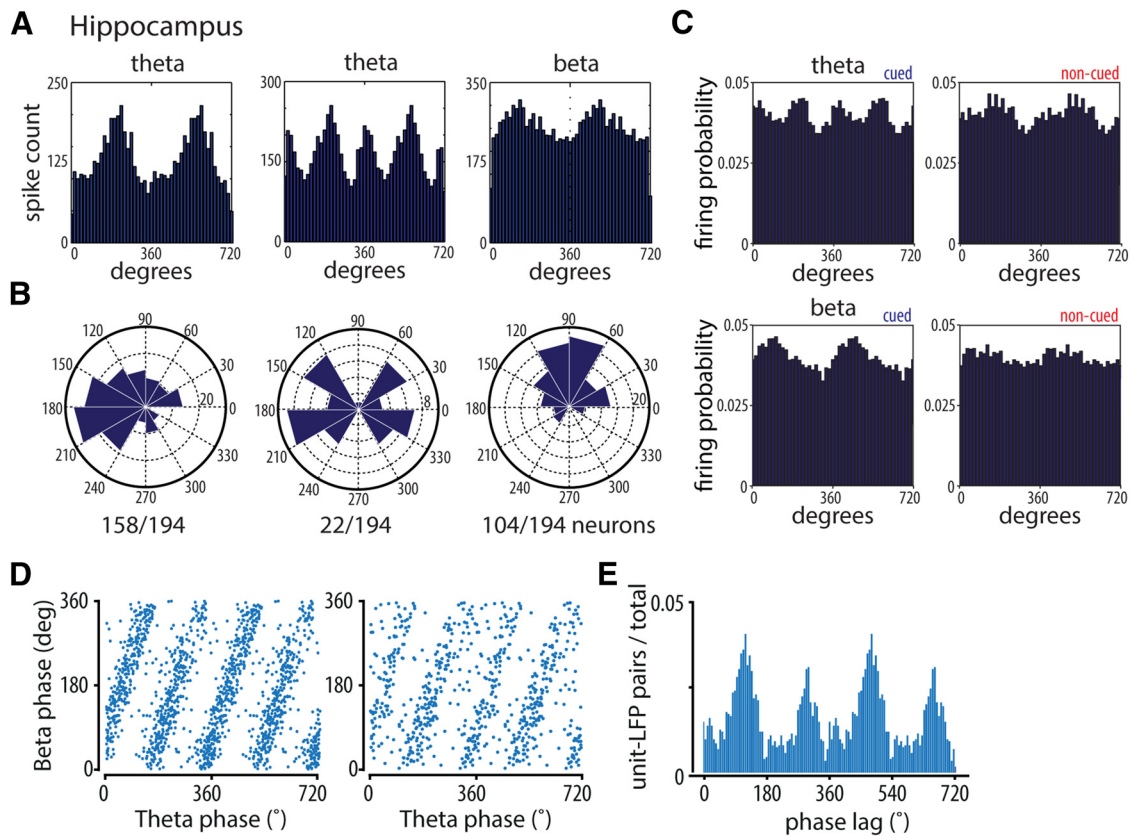 A Hippocampus
theta
theta
beta
spike count
250
125
0
0 360 720
degrees
300
150
0
0 360 720
degrees
350
175
0
0 360 720
degrees
B
90
120 60
150 30
180 20 0
210 330
240 300
270
158/194
90
120 60
150 30
180 8 0
210 330
240 300
270
22/194
90
120 60
150 30
180 20 0
210 330
240 300
270
104/194 neurons
C
theta
cued
non-cued
firing probability
0.05
0.025
0
0 360 720
degrees
0.05
0.025
0
0 360 720
degrees
beta
cued
non-cued
firing probability
0.05
0.025
0
0 360 720
degrees
0.05
0.025
0
0 360 720
degrees
D
Beta phase (deg)
360
180
0
0 360 720
Theta phase (°)
360
180
0
0 360 720
Theta phase (°)
E
unit-LFP pairs / total
0.05
0
0 180 360 540 720
phase lag (°)